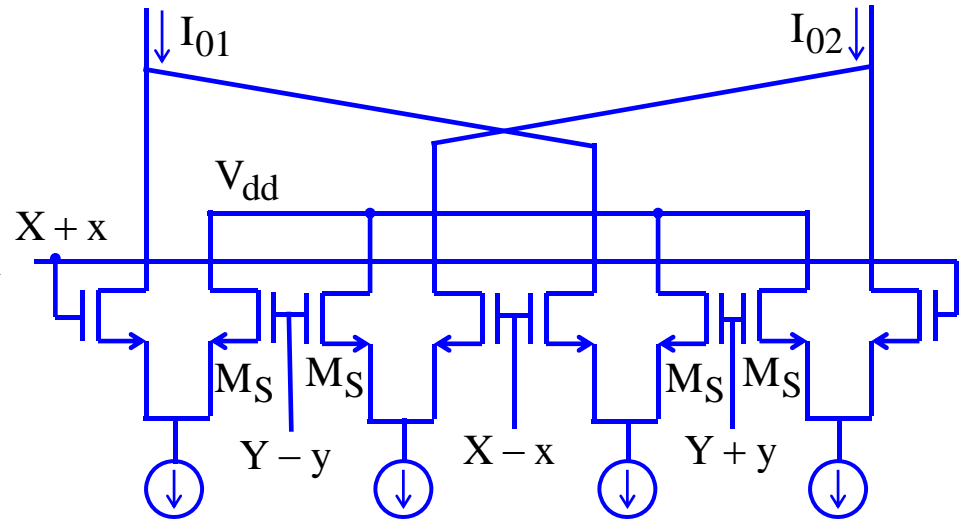 I01
I02
Vdd
X + x
MS
MS
MS
MS
Y − y
X − x
Y + y